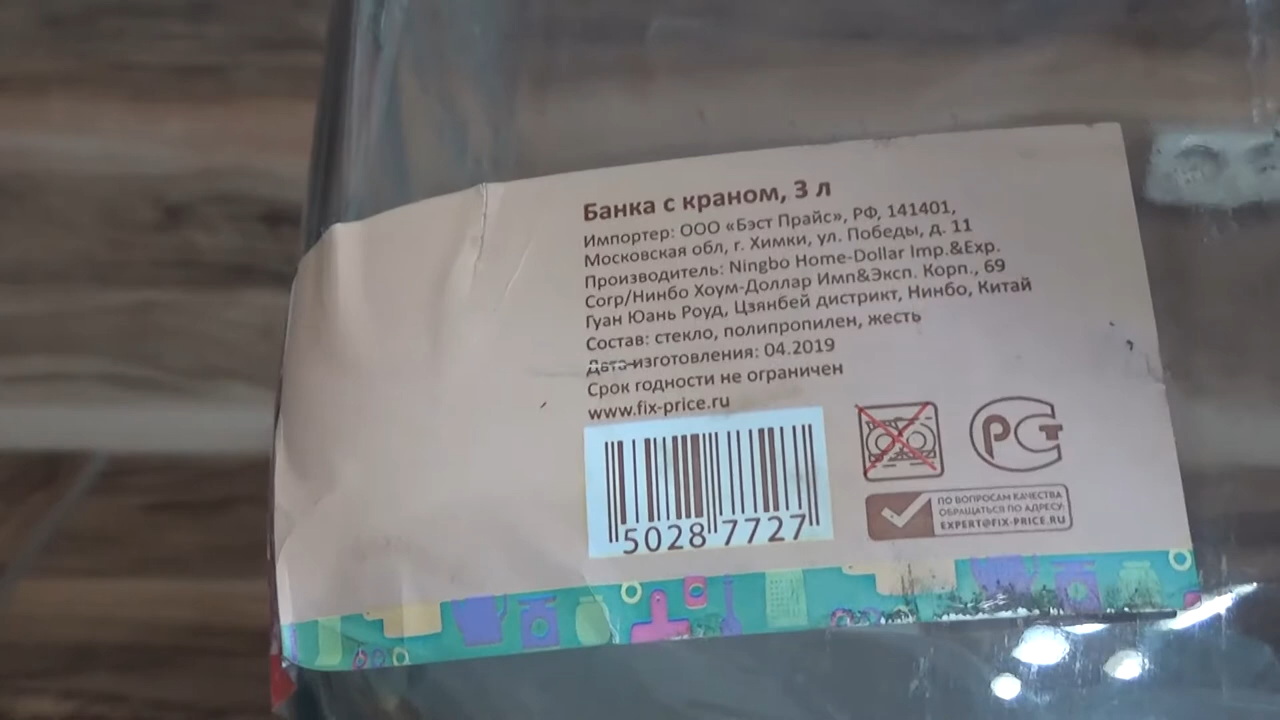 Банка с краном, 3 л
Импортер: ООО «Бэст Прайс», РФ, 141401,
Московская обл, г. Химки, ул. Победы, д. 11
Производитель: Ningbo Home-Dollar Imp.&Exp.
Corp/Нинбо Хоум-Доллар Имп&Эксп. Корп., 69
Гуан Юань Роуд, Цзянбей дистрикт, Нинбо, Китай
Состав: стекло, полипропилен, жесть
Дата изготовления: 04.2019
Срок годности не ограничен
www.fix-price.ru
5028 7727
РСТ
ПО ВОПРОСАМ КАЧЕСТВА
ОБРАЩАТЬСЯ ПО АДРЕСУ:
EXPERT@FIX-PRICE.RU